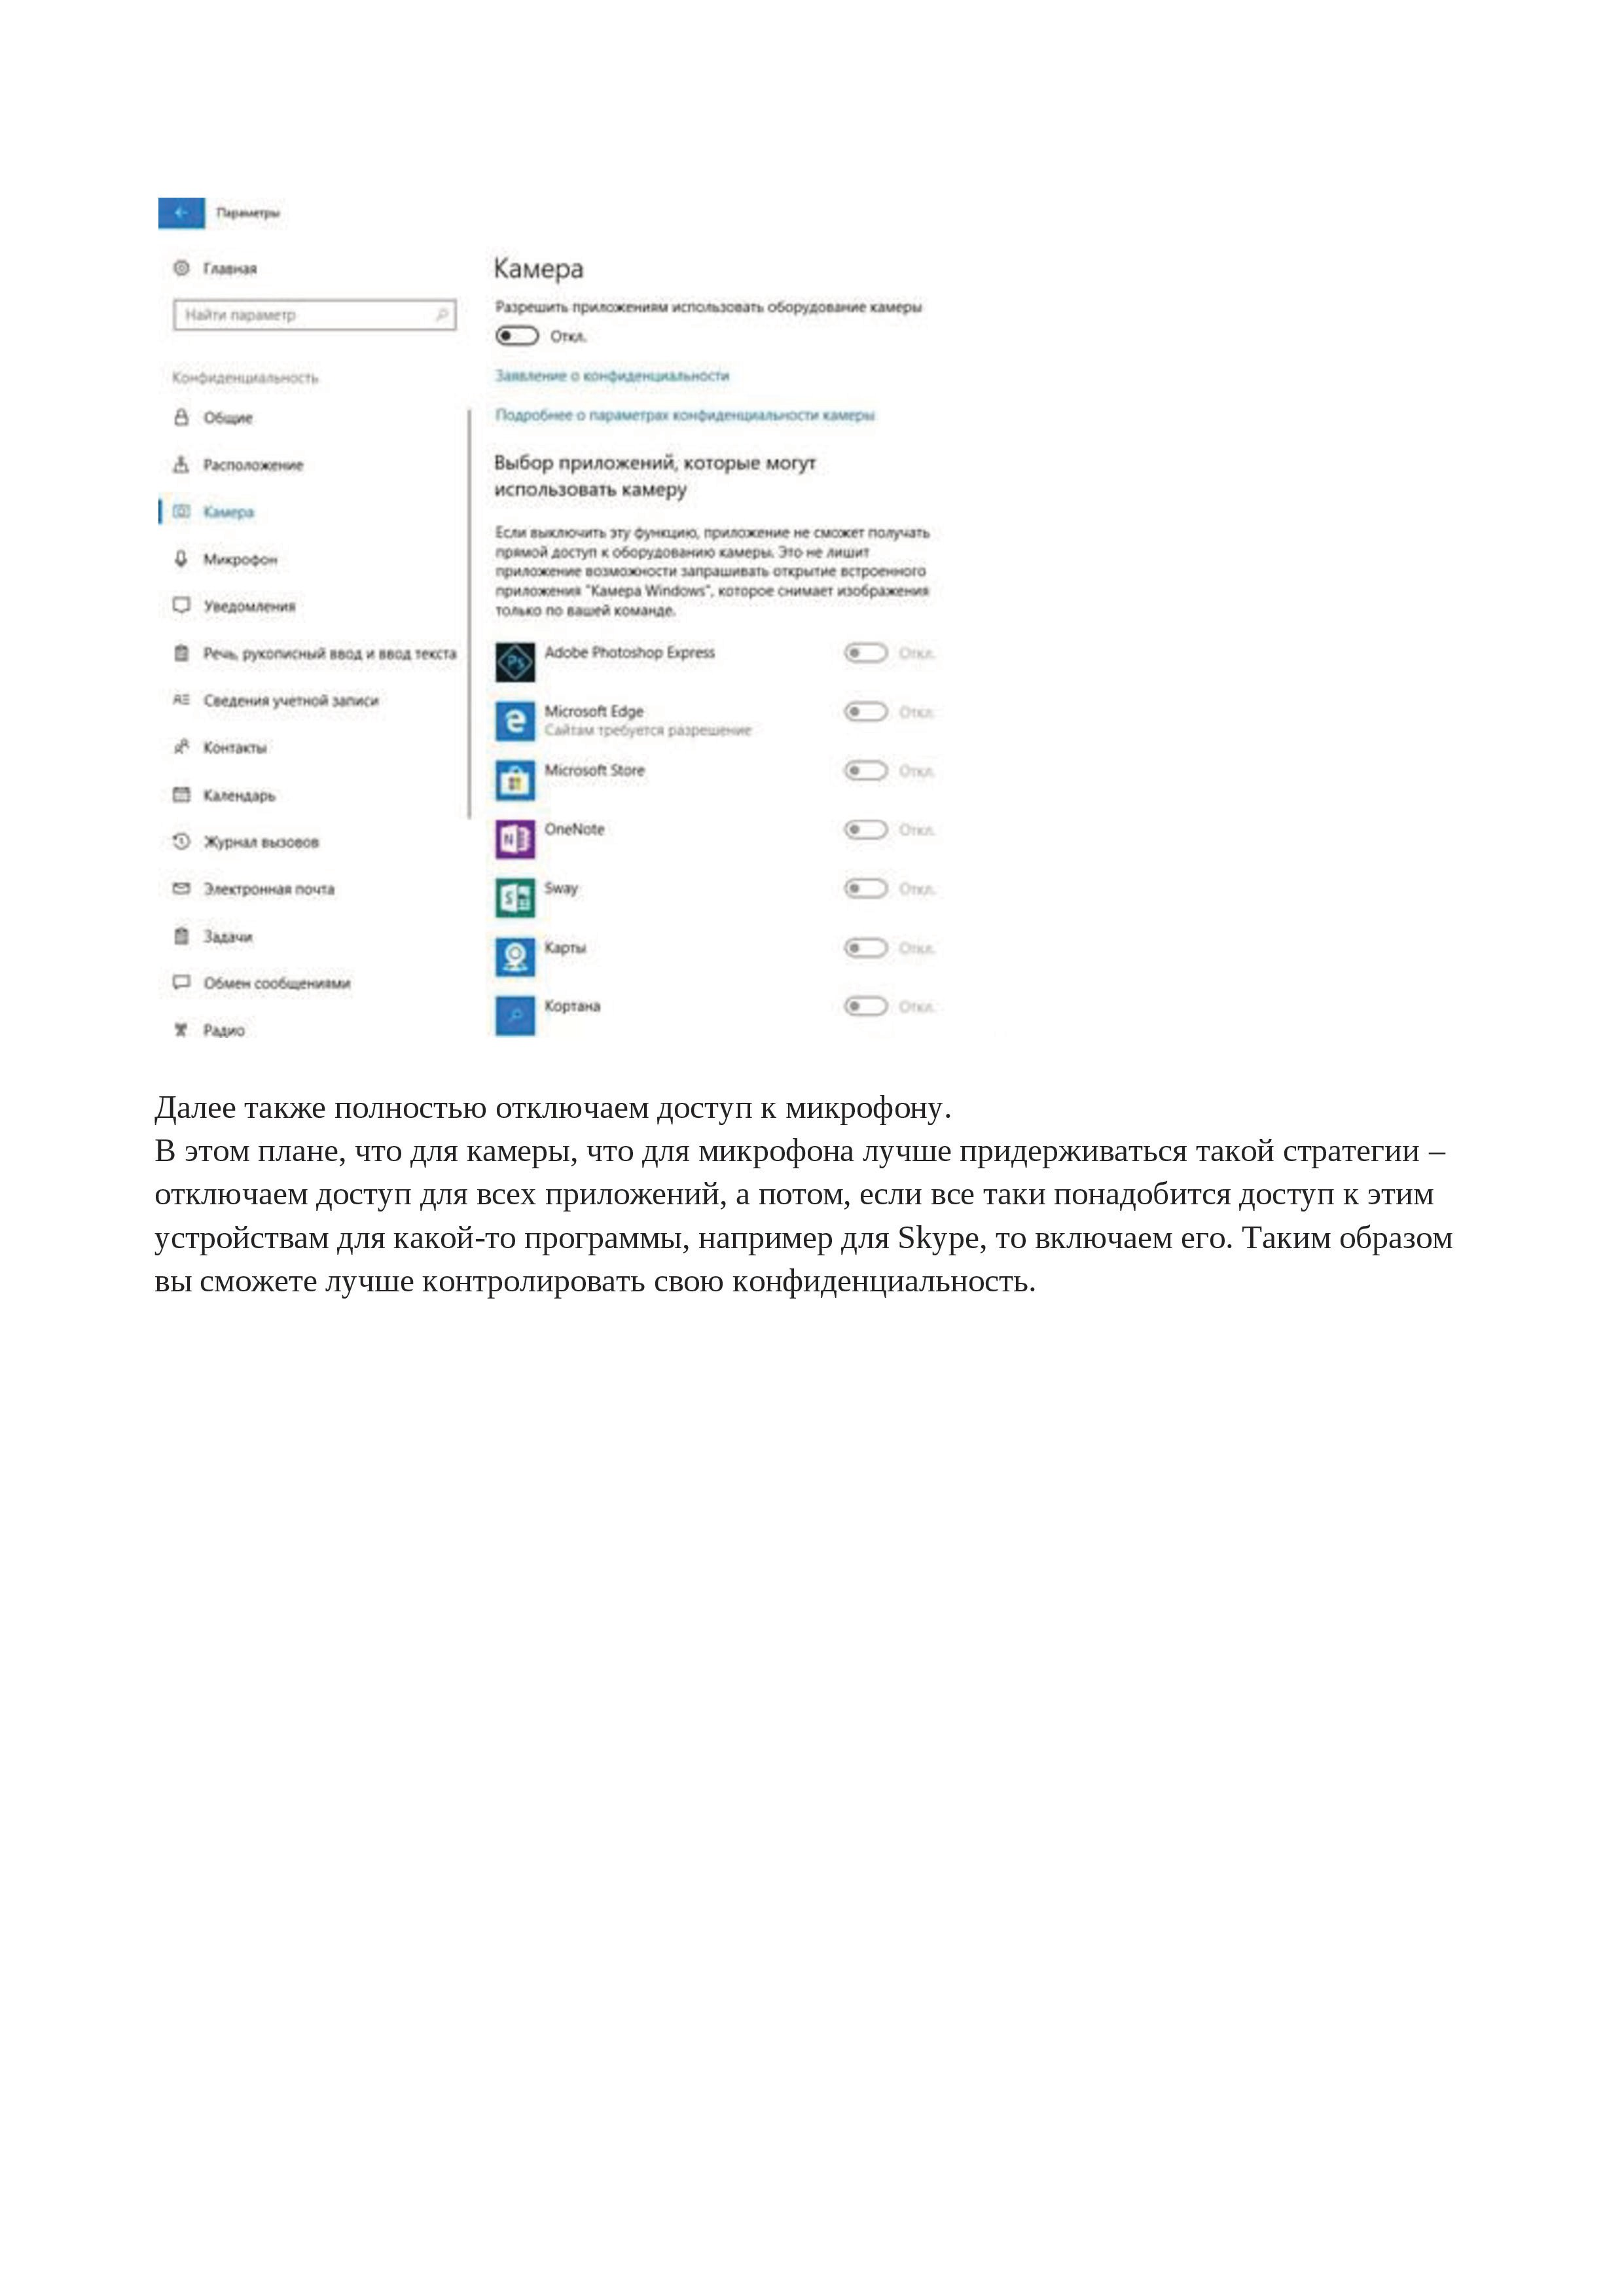 Параметры
Главная
Найти параметр
Конфиденциальность
Общие
Расположение
Камера
Микрофон
Уведомления
Речь, рукописный ввод и ввод текста
Сведения учетной записи
Контакты
Календарь
Журнал вызовов
Электронная почта
Задачи
Обмен сообщениями
Радио
Камера
Разрешить приложениям использовать оборудование камеры
Откл.
Заявление о конфиденциальности
Подробнее о параметрах конфиденциальности камеры
Выбор приложений, которые могут
использовать камеру
Если выключить эту функцию, приложение не сможет получать
прямой доступ к оборудованию камеры. Это не лишит
приложение возможности запрашивать открытие встроенного
приложения "Камера Windows", которое снимает изображения
только по вашей команде.
Adobe Photoshop Express Откл.
Microsoft Edge Откл.
Сайтам требуется разрешение
Microsoft Store Откл.
OneNote Откл.
Sway Откл.
Карты Откл.
Кортана Откл.
Далее также полностью отключаем доступ к микрофону.
В этом плане, что для камеры, что для микрофона лучше придерживаться такой стратегии –
отключаем доступ для всех приложений, а потом, если все таки понадобится доступ к этим
устройствам для какой-то программы, например для Skype, то включаем его. Таким образом
вы сможете лучше контролировать свою конфиденциальность.